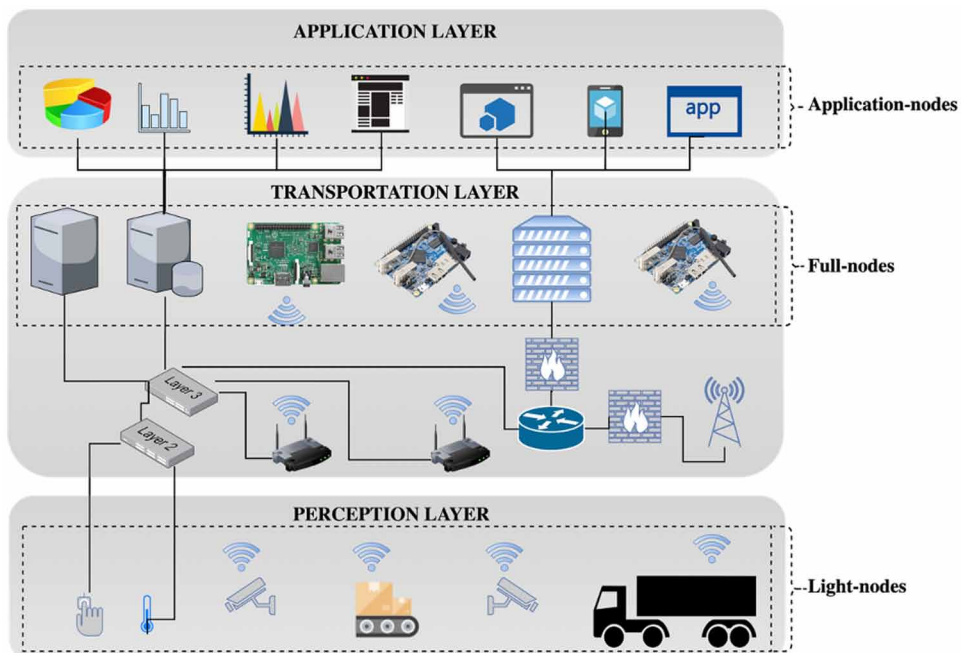 APPLICATION LAYER
app
Application-nodes
TRANSPORTATION LAYER
Full-nodes
Layer 3
Layer 2
PERCEPTION LAYER
Light-nodes